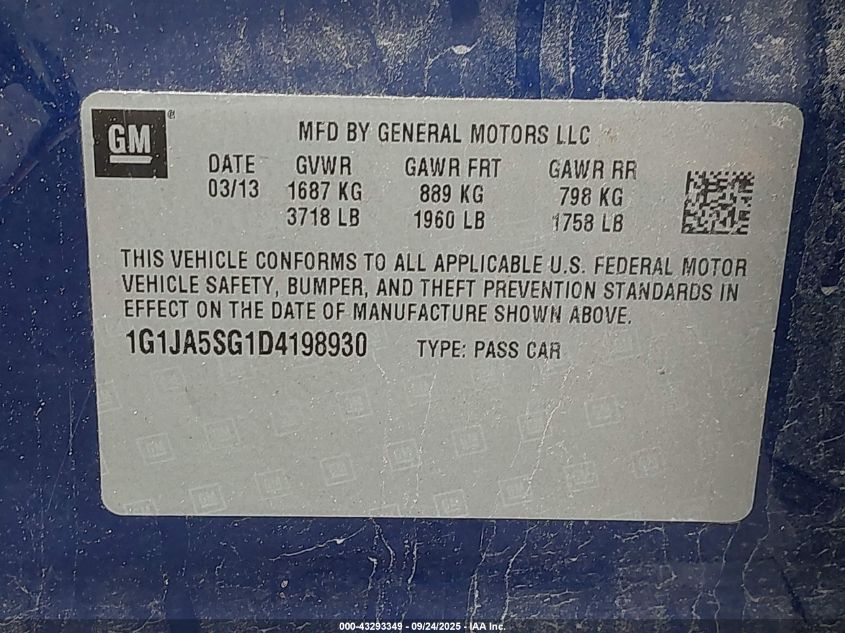 GM®
MFD BY GENERAL MOTORS LLC
DATE GVWR GAWR FRT GAWR RR
03/13 1687 KG 889 KG 798 KG
3718 LB 1960 LB 1758 LB
THIS VEHICLE CONFORMS TO ALL APPLICABLE U.S. FEDERAL MOTOR
VEHICLE SAFETY, BUMPER, AND THEFT PREVENTION STANDARDS IN
EFFECT ON THE DATE OF MANUFACTURE SHOWN ABOVE.
1G1JA5SG1D4198930 TYPE: PASS CAR
000-43293349 - 09/24/2025 - IAA Inc.